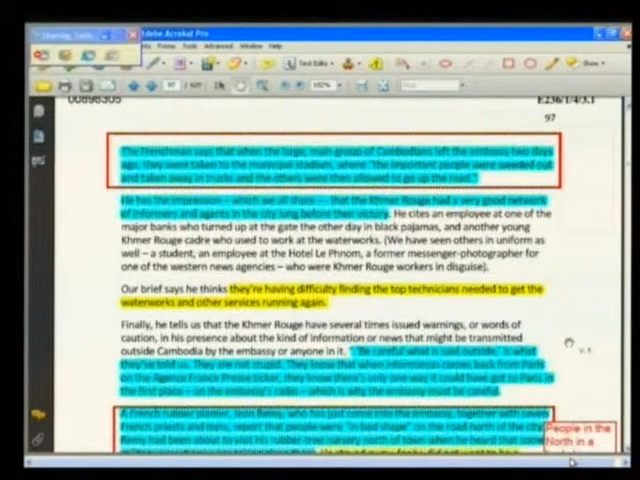 Adobe Acrobat Pro
Forms Tools Advanced Window Help
Text Edits
Show
97
102%
Find
00898305
E236/1/4/3.1
97
The Frenchman says that when the large, main group of Cambodians left the embassy two days
ago, they were taken to the municipal stadium, where "the important people were weeded out
and taken away in trucks and the others were then allowed to go up the road."
He has the impression – which we all share – that the Khmer Rouge had a very good network
of informers and agents in the city long before their victory. He cites an employee at one of the
major banks who turned up at the gate the other day in black pajamas, and another young
Khmer Rouge cadre who used to work at the waterworks. (We have seen others in uniform as
well – a student, an employee at the Hotel Le Phnom, a former messenger-photographer for
one of the western news agencies – who were Khmer Rouge workers in disguise).
Our brief says he thinks they're having difficulty finding the top technicians needed to get the
waterworks and other services running again.
Finally, he tells us that the Khmer Rouge have several times issued warnings, or words of
caution, in his presence about the kind of information or news that might be transmitted
outside Cambodia by the embassy or anyone in it. "Be careful what is said outside," is what
they've told us. They are not stupid. They know that when information comes back from Paris
on the Agence France Presse ticker, they know there's only one way it could have got to Paris in
the first place – on the embassy's radio – which is why the embassy must be careful.
A French rubber planter, Jean Remy, who has just come into the embassy, together with seven
French priests and nuns, report that people were "in bad shape" on the road north of the city.
Remy had been about to visit his rubber trees very north of town when he heard that some
People in the
North in a